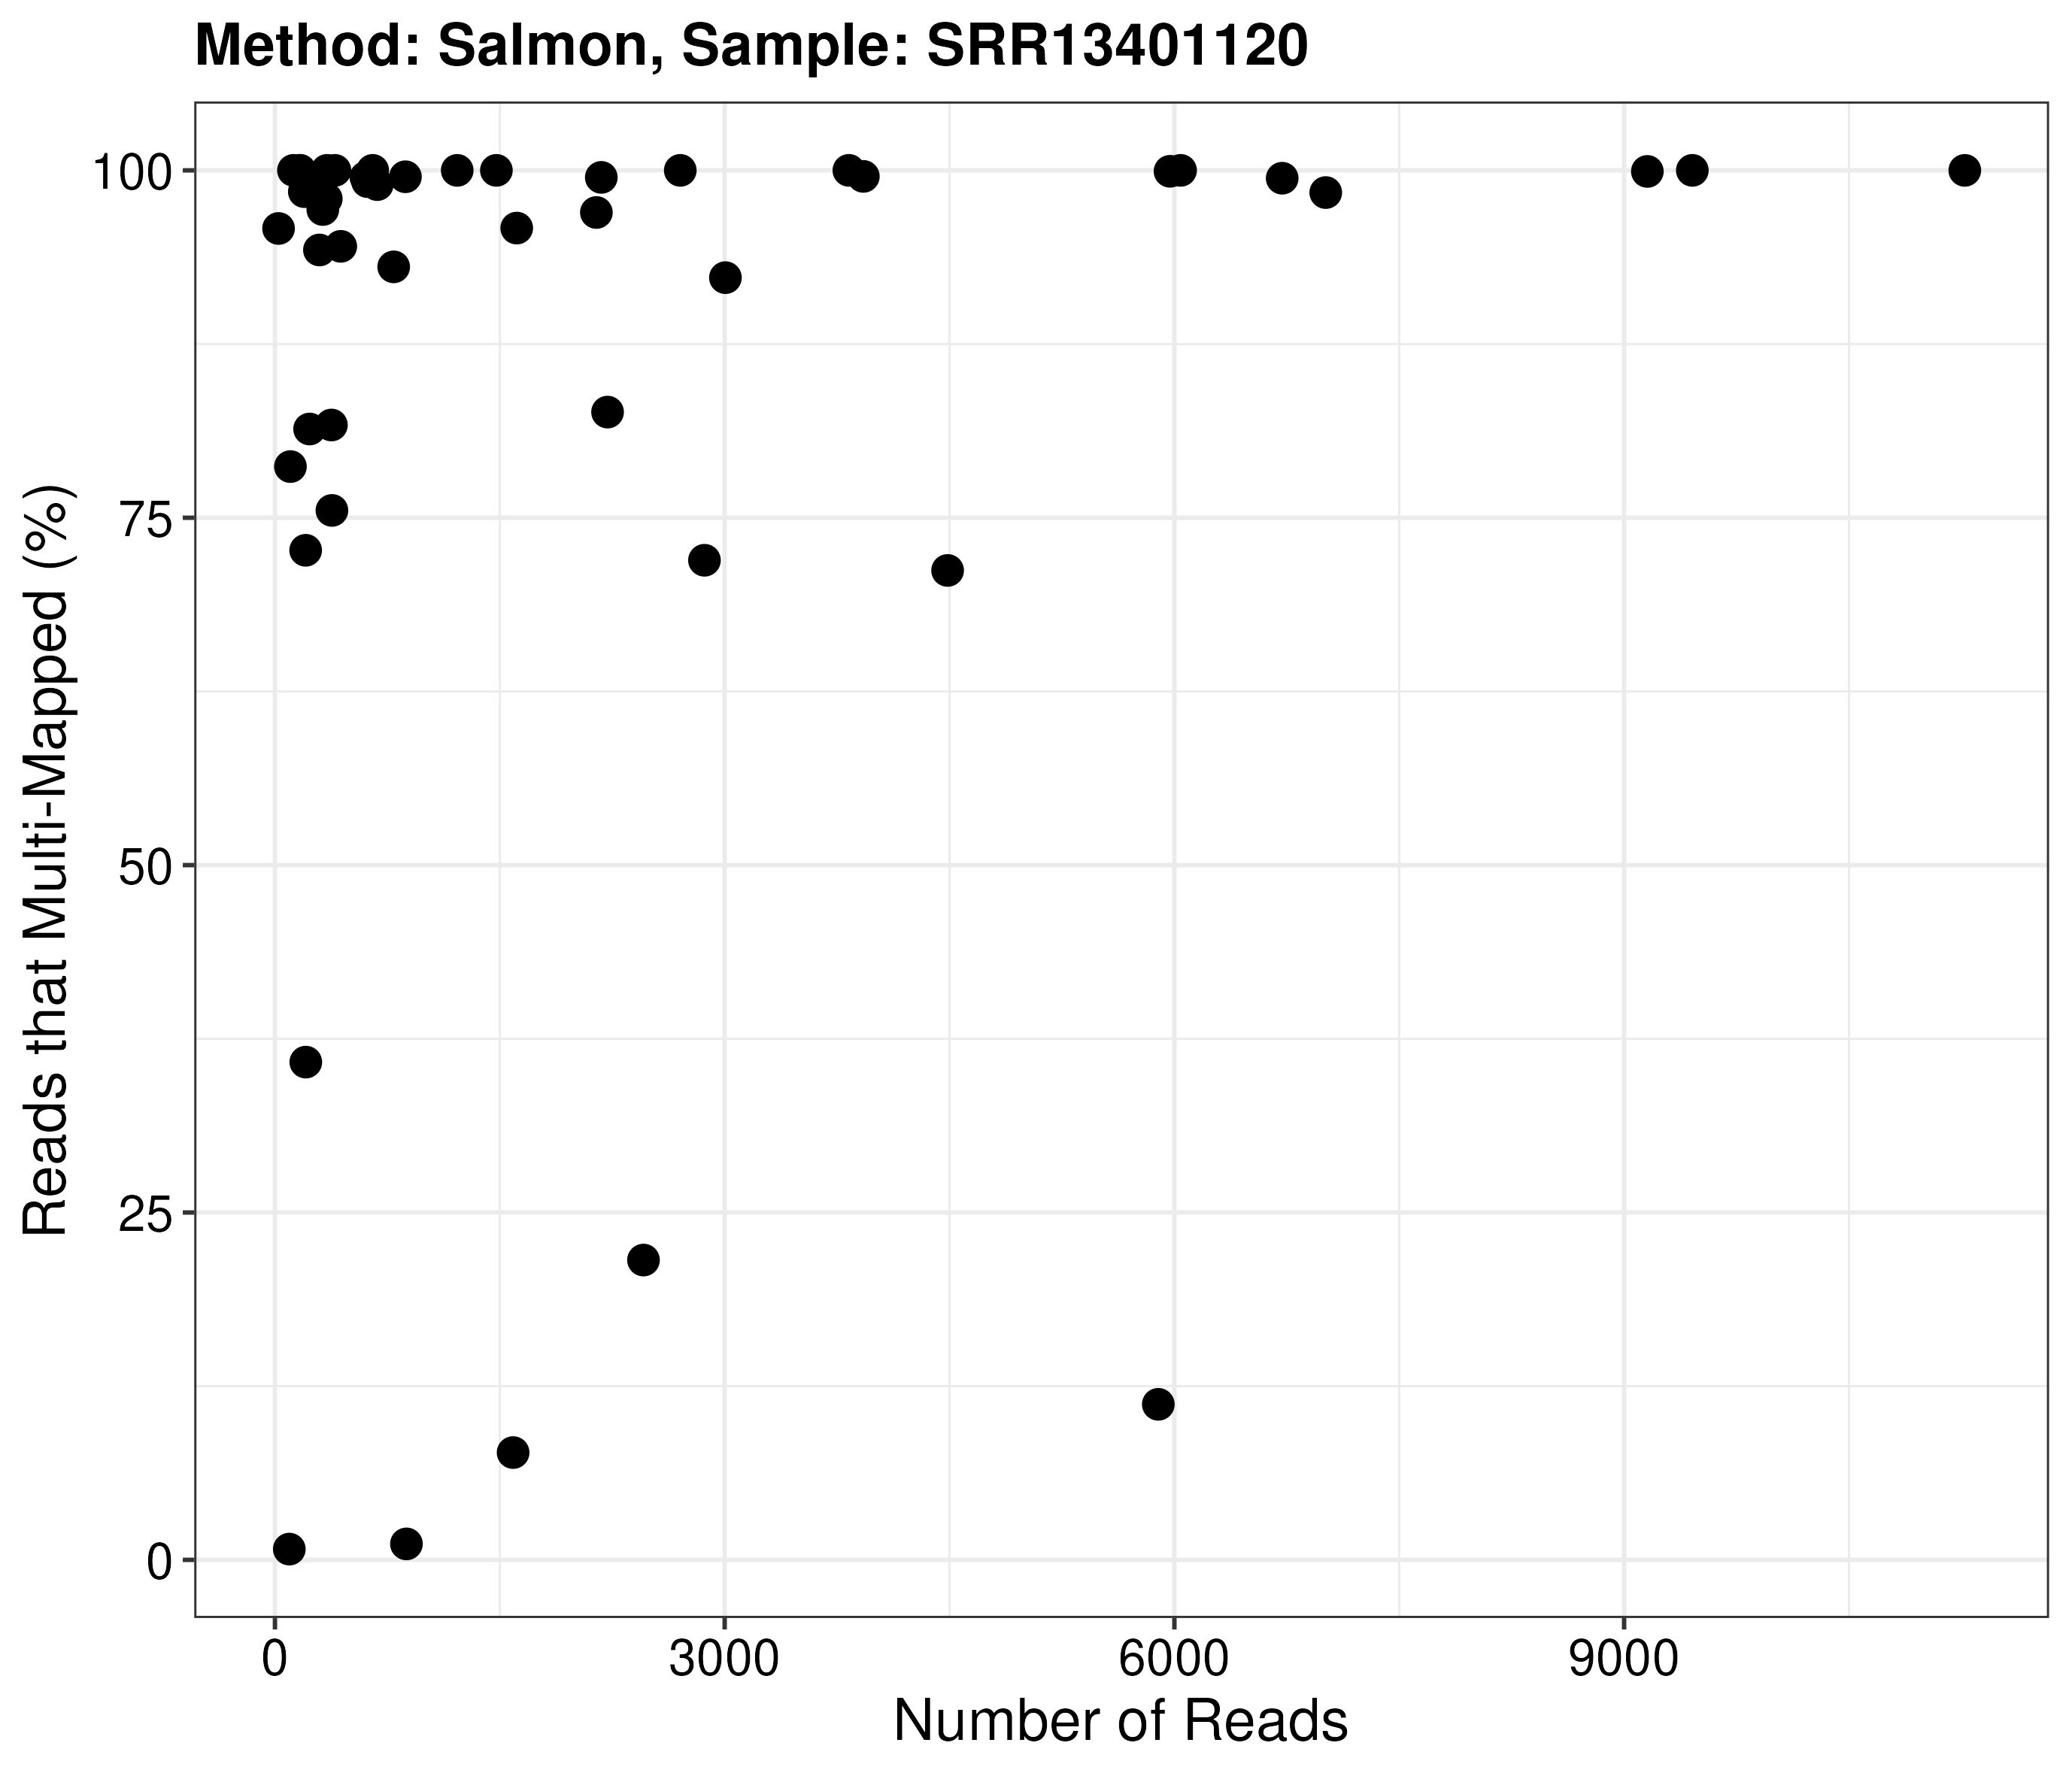 Method: Salmon, Sample: SRR13401120
Reads that Multi-Mapped (%)
100
75
50
25
0
0 3000 6000 9000
Number of Reads